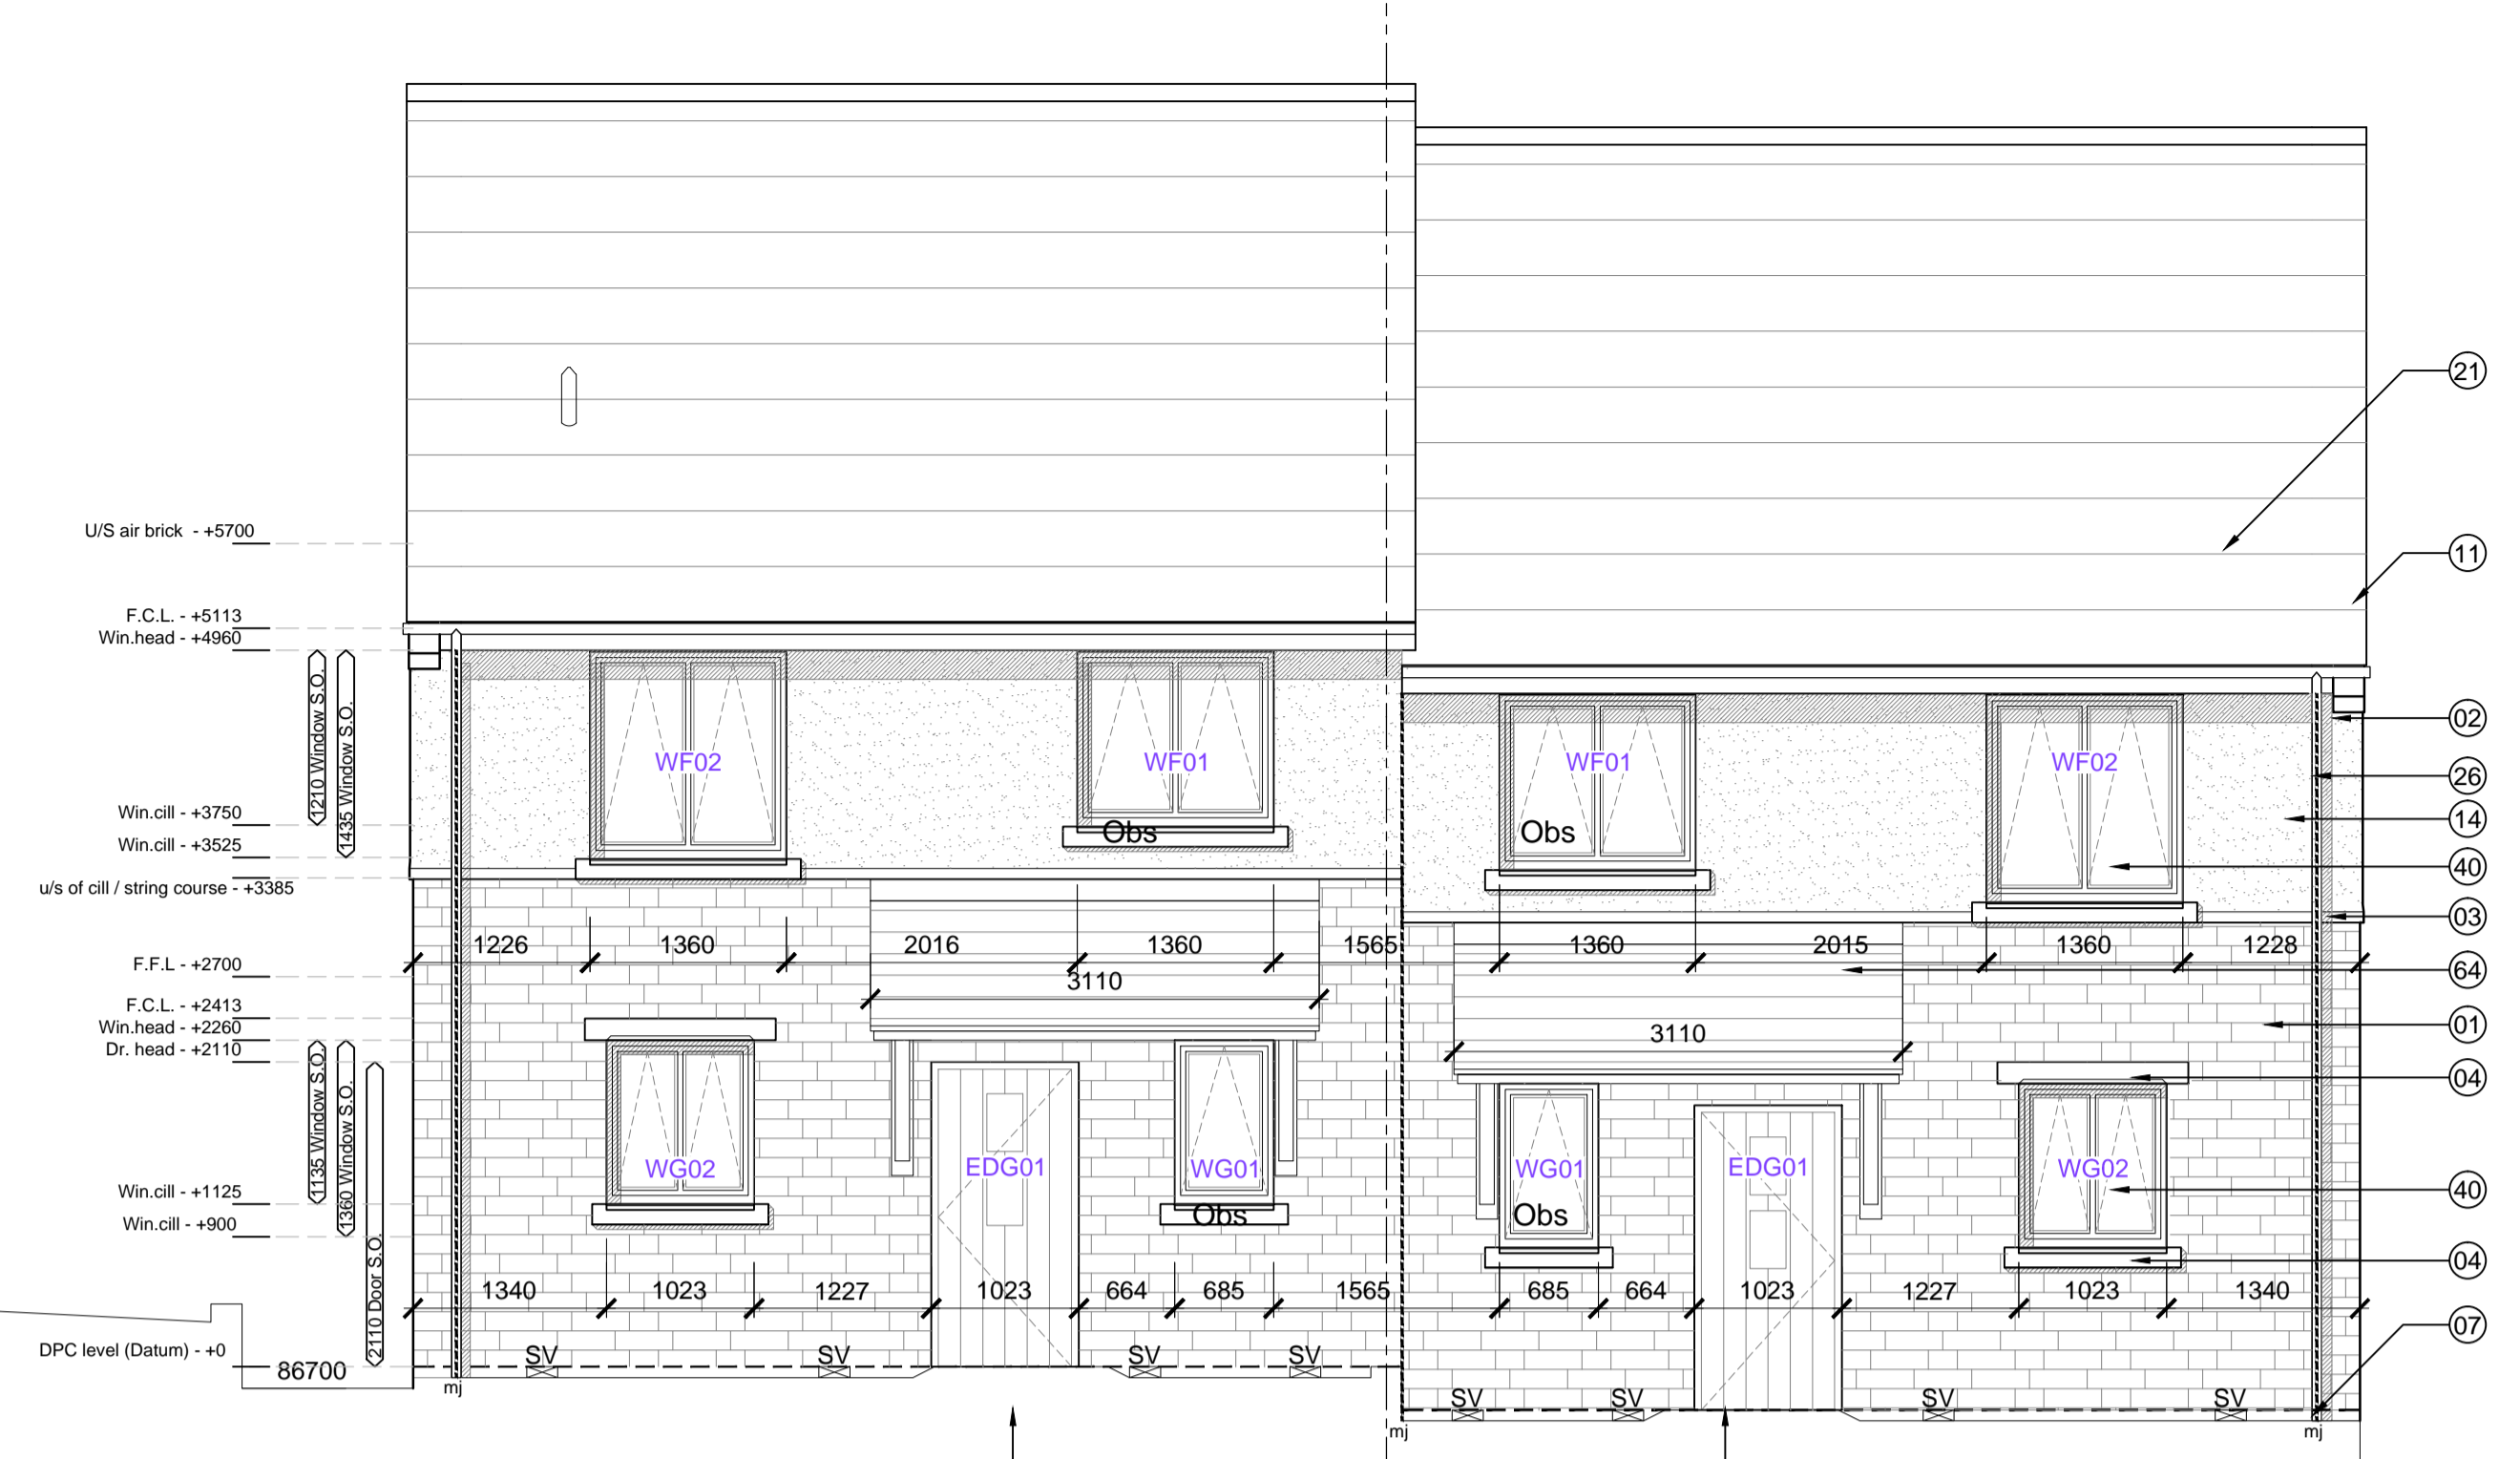 21
U/S air brick - +5700
11
F.C.L. - +5113
Win.head - +4960
1210 Window S.O.
1435 Window S.O.
02
WF02
WF01
WF01
WF02
26
Win.cill - +3750
14
Obs
Obs
Win.cill - +3525
40
u/s of cill / string course - +3385
03
1226
1360
2016
1360
1565
1360
2015
1360
1228
F.F.L - +2700
64
3110
F.C.L. - +2413
Win.head - +2260
01
3110
Dr. head - +2110
04
1135 Window S.O.
1360 Window S.O.
2110 Door S.O.
WG02
EDG01
WG01
WG01
EDG01
WG02
Win.cill - +1125
40
Obs
Obs
Win.cill - +900
04
1340
1023
1227
1023
664
685
1565
685
664
1023
1227
1023
1340
07
DPC level (Datum) - +0
SV
SV
SV
SV
86700
mj
SV
SV
SV
SV
mj
mj